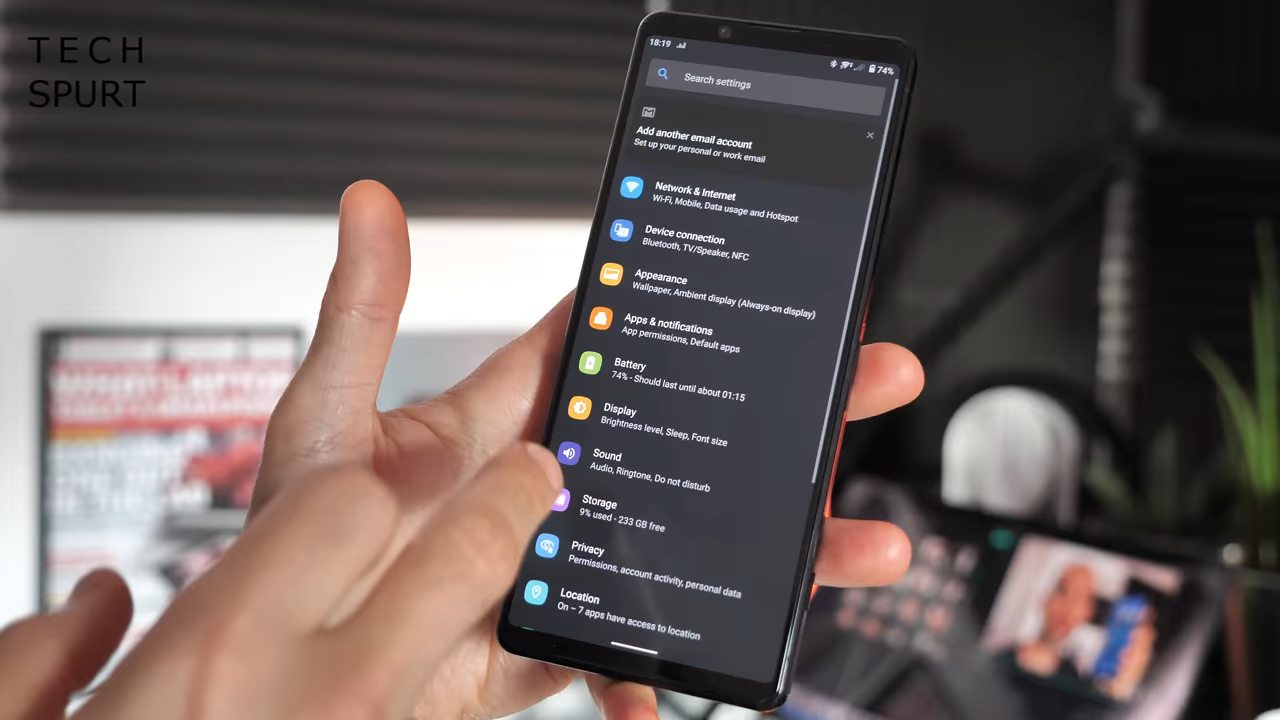 TECH
SPURT
18:19
74%
Search settings
Add another email account
Set up your personal or work email
Network & Internet
Wi-Fi, Mobile, Data usage and Hotspot
Device connection
Bluetooth, TV/Speaker, NFC
Appearance
Wallpaper, Ambient display (Always-on display)
Apps & notifications
App permissions, Default apps
Battery
74% - Should last until about 01:15
Display
Brightness level, Sleep, Font size
Sound
Audio, Ringtone, Do not disturb
Storage
9% used - 233 GB free
Privacy
Permissions, account activity, personal data
Location
On – 7 apps have access to location